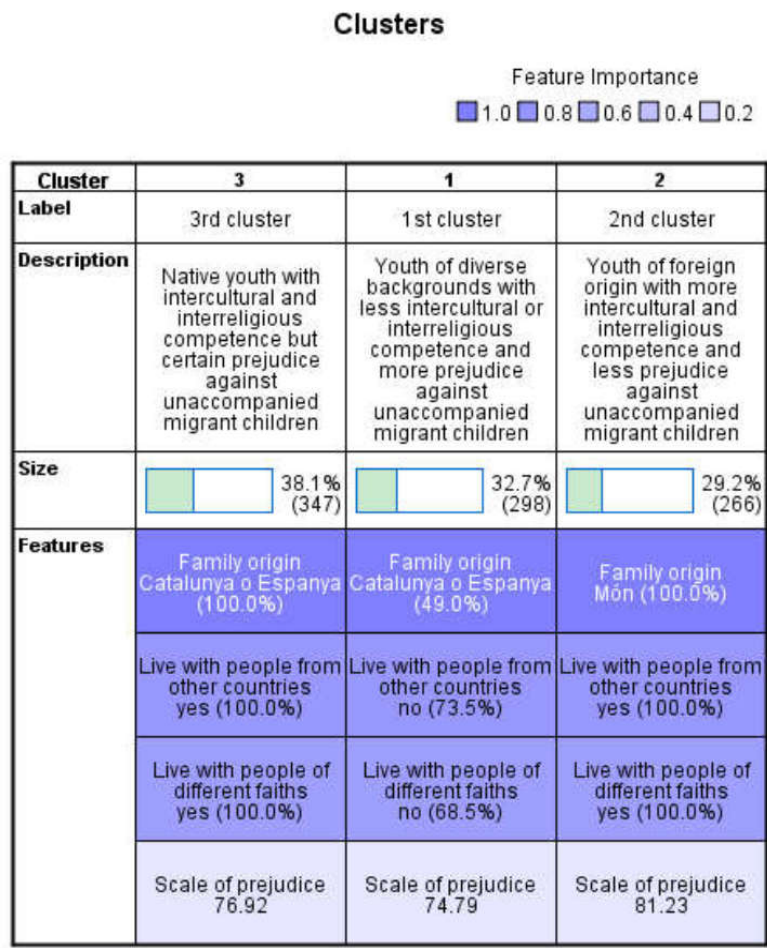 Clusters
Feature Importance
1.0 0.8 0.6 0.4 0.2
Cluster 3 1 2
Label 3rd cluster 1st cluster 2nd cluster
Description
Native youth with
intercultural and
interreligious
competence but
certain prejudice
against
unaccompanied
migrant children
Youth of diverse
backgrounds with
less intercultural or
interreligious
competence and
more prejudice
against
unaccompanied
migrant children
Youth of foreign
origin with more
intercultural and
interreligious
competence and
less prejudice
against
unaccompanied
migrant children
Size
38.1%
(347)
32.7%
(298)
29.2%
(266)
Features
Family origin
Catalunya o Espanya
(100.0%)
Family origin
Catalunya o Espanya
(49.0%)
Family origin
Món (100.0%)
Live with people from
other countries
yes (100.0%)
Live with people from
other countries
no (73.5%)
Live with people from
other countries
yes (100.0%)
Live with people of
different faiths
yes (100.0%)
Live with people of
different faiths
no (68.5%)
Live with people of
different faiths
yes (100.0%)
Scale of prejudice
76.92
Scale of prejudice
74.79
Scale of prejudice
81.23